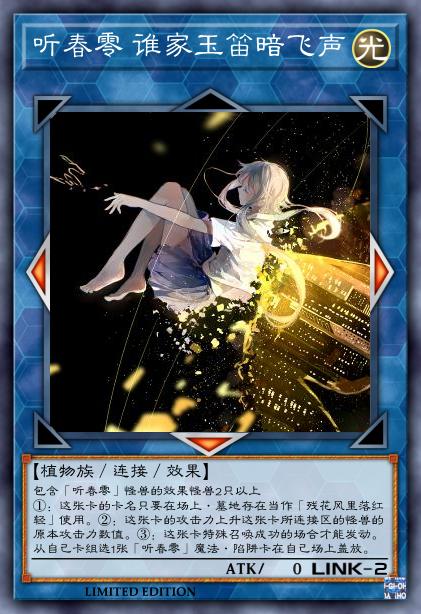 听春零 谁家玉笛暗飞声
光
【植物族／连接／效果】
包含「听春零」怪兽的效果怪兽2只以上
①：这张卡的卡名只要在场上・墓地存在当作「残花风里落红
轻」使用。②：这张卡的攻击力上升这张卡所连接区的怪兽的
原本攻击力数值。③：这张卡特殊召唤成功的场合才能发动。
从自己卡组选1张「听春零」魔法・陷阱卡在自己场上盖放。
ATK/ 0 LINK-2
LIMITED EDITION